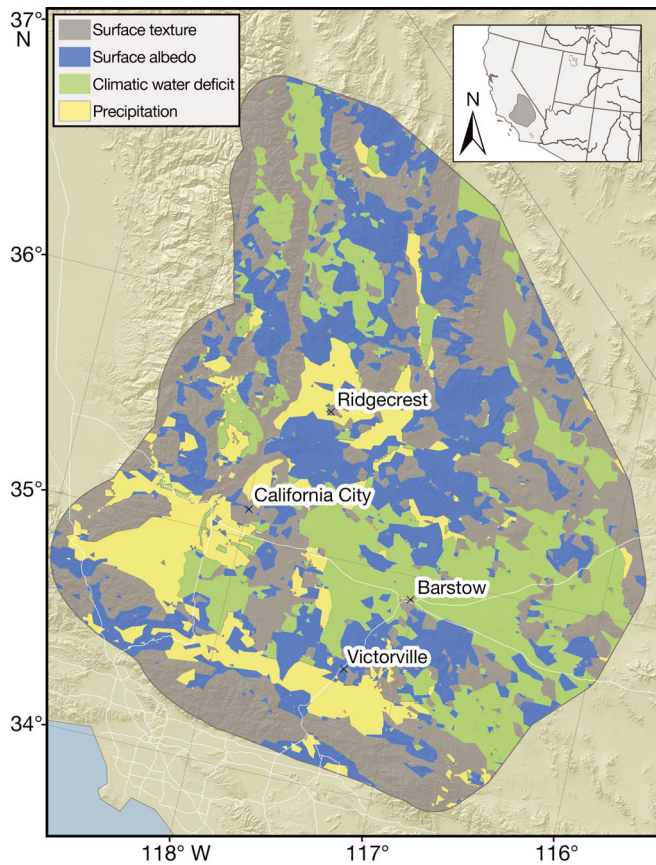 37°
N
Surface texture
Surface albedo
Climatic water deficit
Precipitation
N
36°
Ridgecrest
35°
California City
Barstow
Victorville
34°
118° W
117°
116°